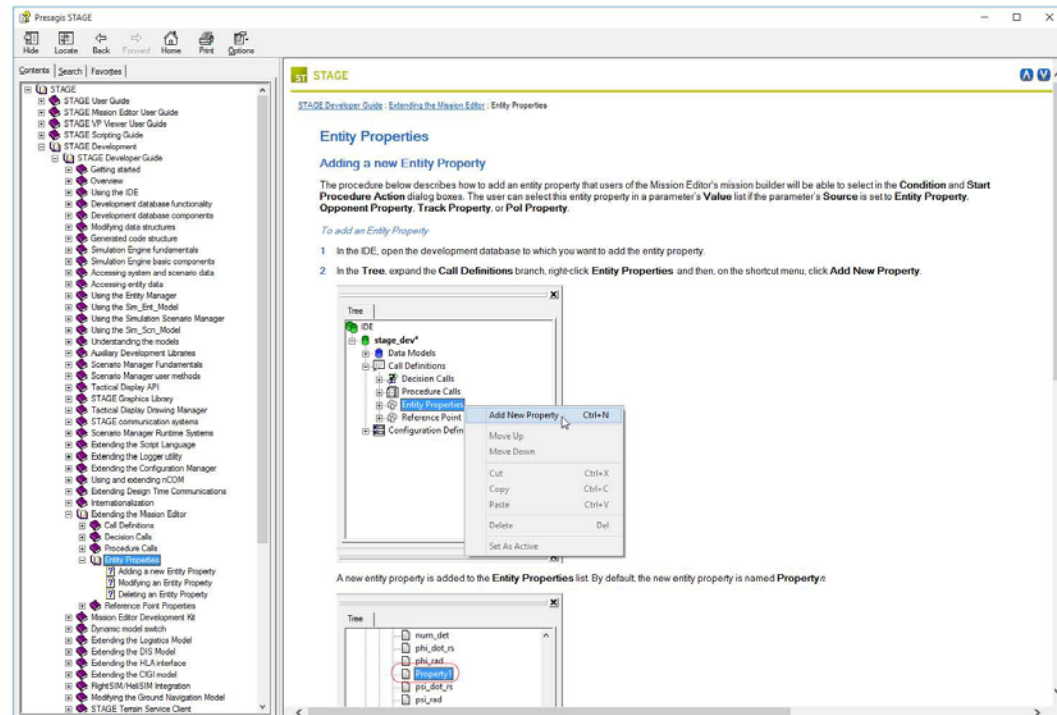 Presagis STAGE
Hide Locate Back Forward Home Print Options
Contents Search Favorites
STAGE
STAGE User Guide
STAGE Mission Editor User Guide
STAGE VP Viewer User Guide
STAGE Scripting Guide
STAGE Development
STAGE Developer Guide
Getting started
Overview
Using the IDE
Development database functionality
Development database components
Modifying data structures
Generated code structure
Simulation Engine fundamentals
Simulation Engine basic components
Accessing system and scenario data
Accessing entity data
Using the Entity Manager
Using the Sim_Ent_Model
Using the Simulation Scenario Manager
Using the Sim_Scn_Model
Understanding the models
Auxiliary Development Libraries
Scenario Manager Fundamentals
Scenario Manager user methods
Tactical Display API
STAGE Graphics Library
Tactical Display Drawing Manager
STAGE communication systems
Scenario Manager Runtime Systems
Extending the Script Language
Extending the Logger utility
Extending the Configuration Manager
Using and extending nCOM
Extending Design Time Communications
Internationalization
Extending the Mission Editor
Call Definitions
Decision Calls
Procedure Calls
Entity Properties
Adding a new Entity Property
Modifying an Entity Property
Deleting an Entity Property
Reference Point Properties
Mission Editor Development Kit
Dynamic model switch
Extending the Logistics Model
Extending the DIS Model
Extending the HLA interface
Extending the CIGI model
FlightSIM/HeliSIM Integration
Modifying the Ground Navigation Model
STAGE Terrain Service Client
ST STAGE
STAGE Developer Guide : Extending the Mission Editor : Entity Properties
Entity Properties
Adding a new Entity Property
The procedure below describes how to add an entity property that users of the Mission Editor's mission builder will be able to select in the Condition and Start
Procedure Action dialog boxes. The user can select this entity property in a parameter's Value list if the parameter's Source is set to Entity Property,
Opponent Property, Track Property, or PoI Property.
To add an Entity Property
1 In the IDE, open the development database to which you want to add the entity property.
2 In the Tree, expand the Call Definitions branch, right-click Entity Properties and then, on the shortcut menu, click Add New Property.
Tree
IDE
stage_dev*
Data Models
Call Definitions
Decision Calls
Procedure Calls
Entity Properties
Reference Point
Configuration Defin
Add New Property Ctrl+N
Move Up
Move Down
Cut Ctrl+X
Copy Ctrl+C
Paste Ctrl+V
Delete Del
Set As Active
A new entity property is added to the Entity Properties list. By default, the new entity property is named Propertyn
Tree
num_det
phi_dot_rs
phi_rad
Property1
psi_dot_rs
psi_rad